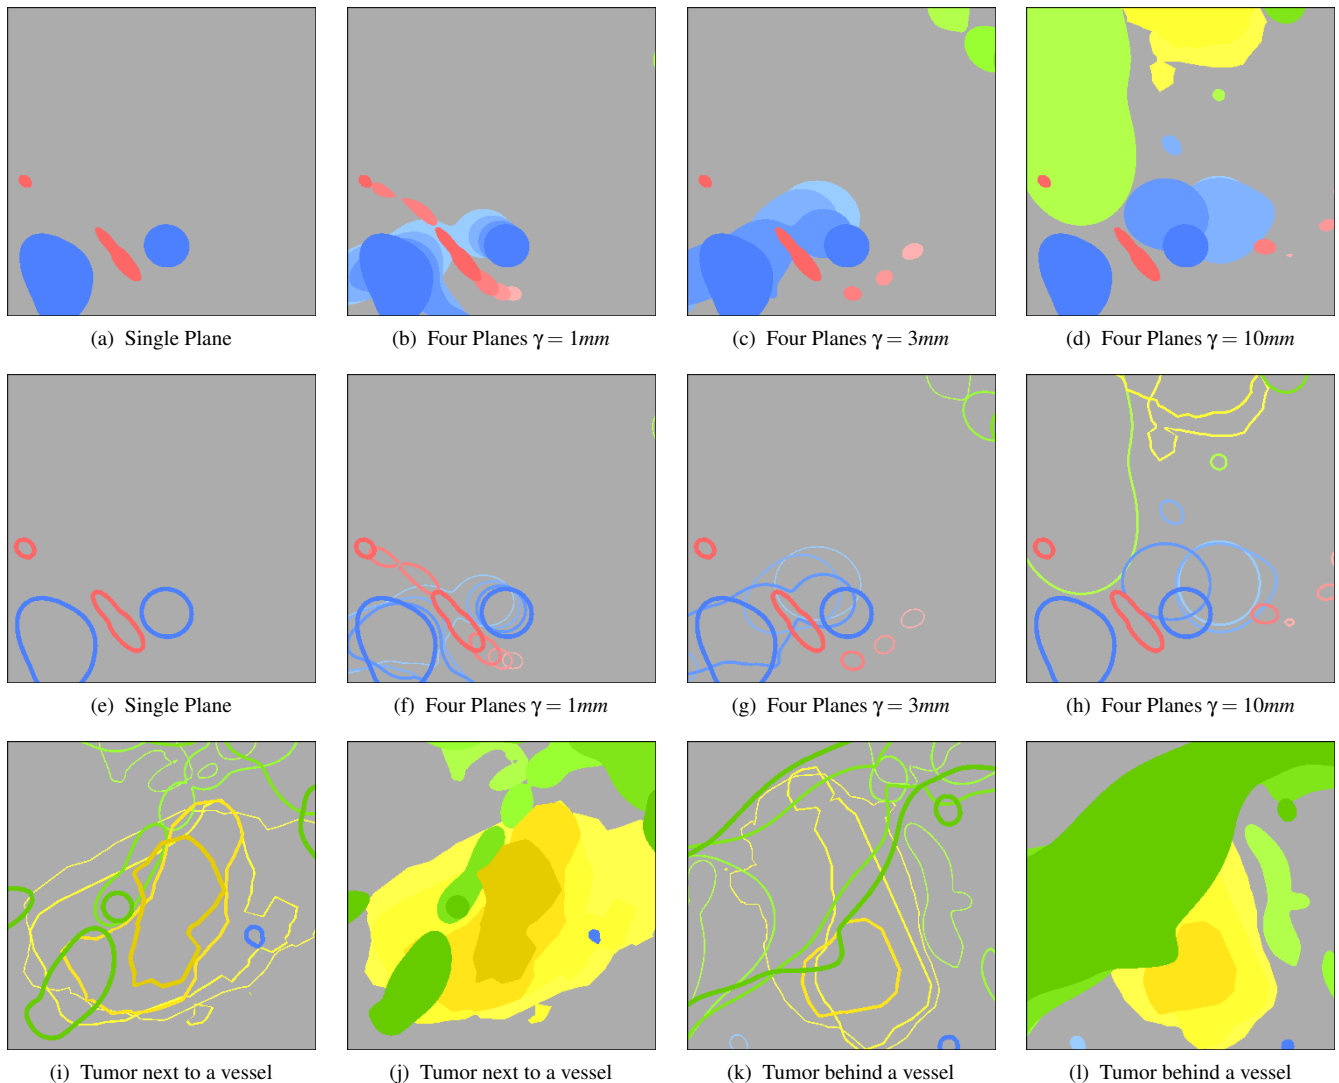 (a) Single Plane
(b) Four Planes γ = 1mm
(c) Four Planes γ = 3mm
(d) Four Planes γ = 10mm
(e) Single Plane
(f) Four Planes γ = 1mm
(g) Four Planes γ = 3mm
(h) Four Planes γ = 10mm
(i) Tumor next to a vessel
(j) Tumor next to a vessel
(k) Tumor behind a vessel
(l) Tumor behind a vessel